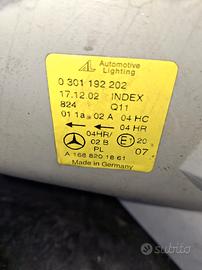 Automotive
Lighting
0 301 192 202
17.12.02 INDEX
824 Q11
01 1a 02 A 04 HC
04 HR
04HR/ E1 20
02 B
PL 07
A 168 820 18 61
Made in Germany
subito